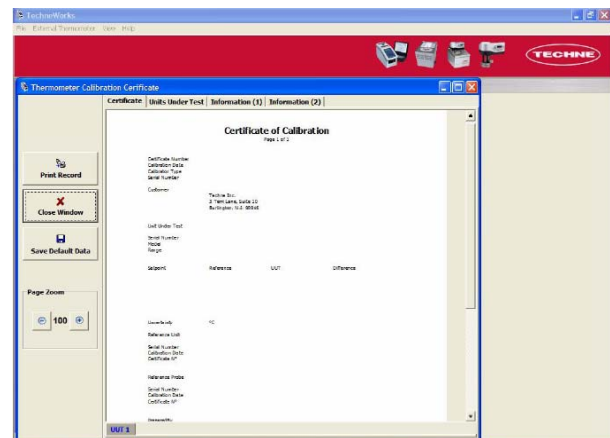 TechneWorks
File External Thermometer View Help
TECHNE
Thermometer Calibration Cerificate
Certificate Units Under Test Information (1) Information (2)
Certificate of Calibration
Page 1 of 2
Certificate Number
Calibration Date
Calibrator Type
Serial Number
Customer
Techne Inc.
3 Terri Lane, Suite 10
Burlington, N.J. 08016
Unit Under Test
Serial Number
Model
Range
Setpoint Reference UUT Difference
Uncertainty °C
Reference Unit
Serial Number
Calibration Date
Certificate N°
Reference Probe
Serial Number
Calibration Date
Certificate N°
Print Record
Close Window
Save Default Data
Page Zoom
100
UUT 1